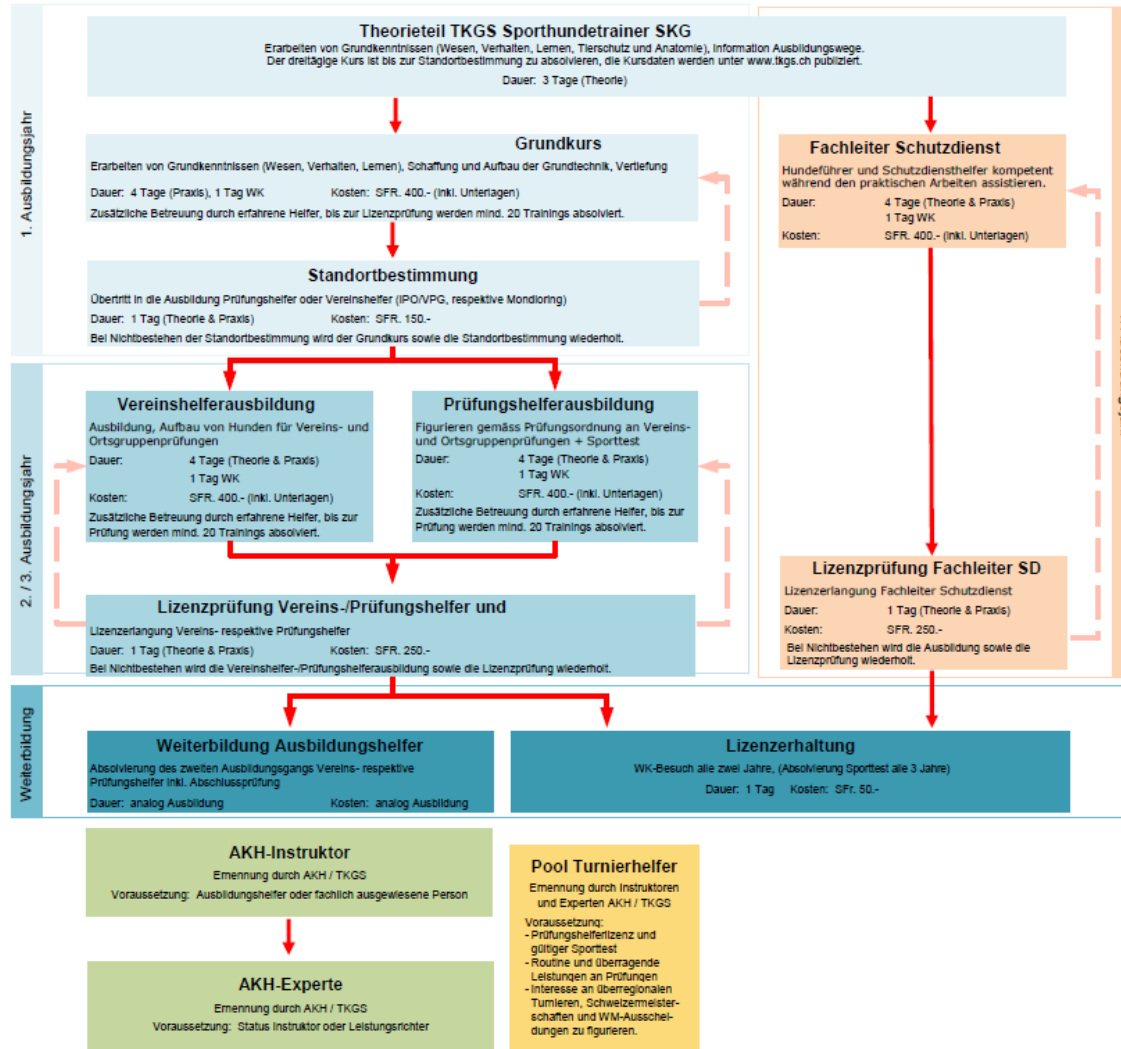 Theorieteil TKGS Sporthundetrainer SKG
Erarbeiten von Grundkenntnissen (Wesen, Verhalten, Lernen, Tierschutz und Anatomie), Information Ausbildungswege.
Der dreitägige Kurs ist bis zur Standortbestimmung zu absolvieren, die Kursdaten werden unter www.tkgs.ch publiziert.
Dauer: 3 Tage (Theorie)
1. Ausbildungsjahr
Grundkurs
Erarbeiten von Grundkenntnissen (Wesen, Verhalten, Lernen), Schaffung und Aufbau der Grundtechnik, Vertiefung
Dauer: 4 Tage (Praxis), 1 Tag WK Kosten: SFR. 400.- (inkl. Unterlagen)
Zusätzliche Betreuung durch erfahrene Helfer, bis zur Lizenzprüfung werden mind. 20 Trainings absolviert.
Fachleiter Schutzdienst
Hundeführer und Schutzdiensthelfer kompetent
während den praktischen Arbeiten assistieren.
Dauer: 4 Tage (Theorie & Praxis)
1 Tag WK
Kosten: SFR. 400.- (inkl. Unterlagen)
Standortbestimmung
Übertritt in die Ausbildung Prüfungshelfer oder Vereinshelfer (IPO/VPG, respektive Mondioring)
Dauer: 1 Tag (Theorie & Praxis) Kosten: SFR. 150.-
Bei Nichtbestehen der Standortbestimmung wird der Grundkurs sowie die Standortbestimmung wiederholt.
2. / 3. Ausbildungsjahr
Vereinshelferausbildung
Ausbildung, Aufbau von Hunden für Vereins- und
Ortsgruppenprüfungen
Dauer: 4 Tage (Theorie & Praxis)
1 Tag WK
Kosten: SFR. 400.- (inkl. Unterlagen)
Zusätzliche Betreuung durch erfahrene Helfer, bis zur
Prüfung werden mind. 20 Trainings absolviert.
Prüfungshelferausbildung
Figurieren gemäss Prüfungsordnung an Vereins-
und Ortsgruppenprüfungen + Sporttest
Dauer: 4 Tage (Theorie & Praxis)
1 Tag WK
Kosten: SFR. 400.- (inkl. Unterlagen)
Zusätzliche Betreuung durch erfahrene Helfer, bis zur
Prüfung werden mind. 20 Trainings absolviert.
Lizenzprüfung Vereins-/Prüfungshelfer und
Lizenzerlangung Vereins- respektive Prüfungshelfer
Dauer: 1 Tag (Theorie & Praxis) Kosten: SFR. 250.-
Bei Nichtbestehen wird die Vereinshelfer-/Prüfungshelferausbildung sowie die Lizenzprüfung wiederholt.
Lizenzprüfung Fachleiter SD
Lizenzerlangung Fachleiter Schutzdienst
Dauer: 1 Tag (Theorie & Praxis)
Kosten: SFR. 250.-
Bei Nichtbestehen wird die Ausbildung sowie die
Lizenzprüfung wiederholt.
Weiterbildung
Weiterbildung Ausbildungshelfer
Absolvierung des zweiten Ausbildungsgangs Vereins- respektive
Prüfungshelfer inkl. Abschlussprüfung
Dauer: analog Ausbildung Kosten: analog Ausbildung
Lizenzerhaltung
WK-Besuch alle zwei Jahre, (Absolvierung Sporttest alle 3 Jahre)
Dauer: 1 Tag Kosten: SFr. 50.-
AKH-Instruktor
Ernennung durch AKH / TKGS
Voraussetzung: Ausbildungshelfer oder fachlich ausgewiesene Person
AKH-Experte
Ernennung durch AKH / TKGS
Voraussetzung: Status Instruktor oder Leistungsrichter
Pool Turnierhelfer
Ernennung durch Instruktoren
und Experten AKH / TKGS
Voraussetzung:
- Prüfungshelferlizenz und
gültiger Sporttest
- Routine und überragende
Leistungen an Prüfungen
- Interesse an überregionalen
Turnieren, Schweizermeister-
schaften und WM-Ausschei-
dungen zu figurieren.